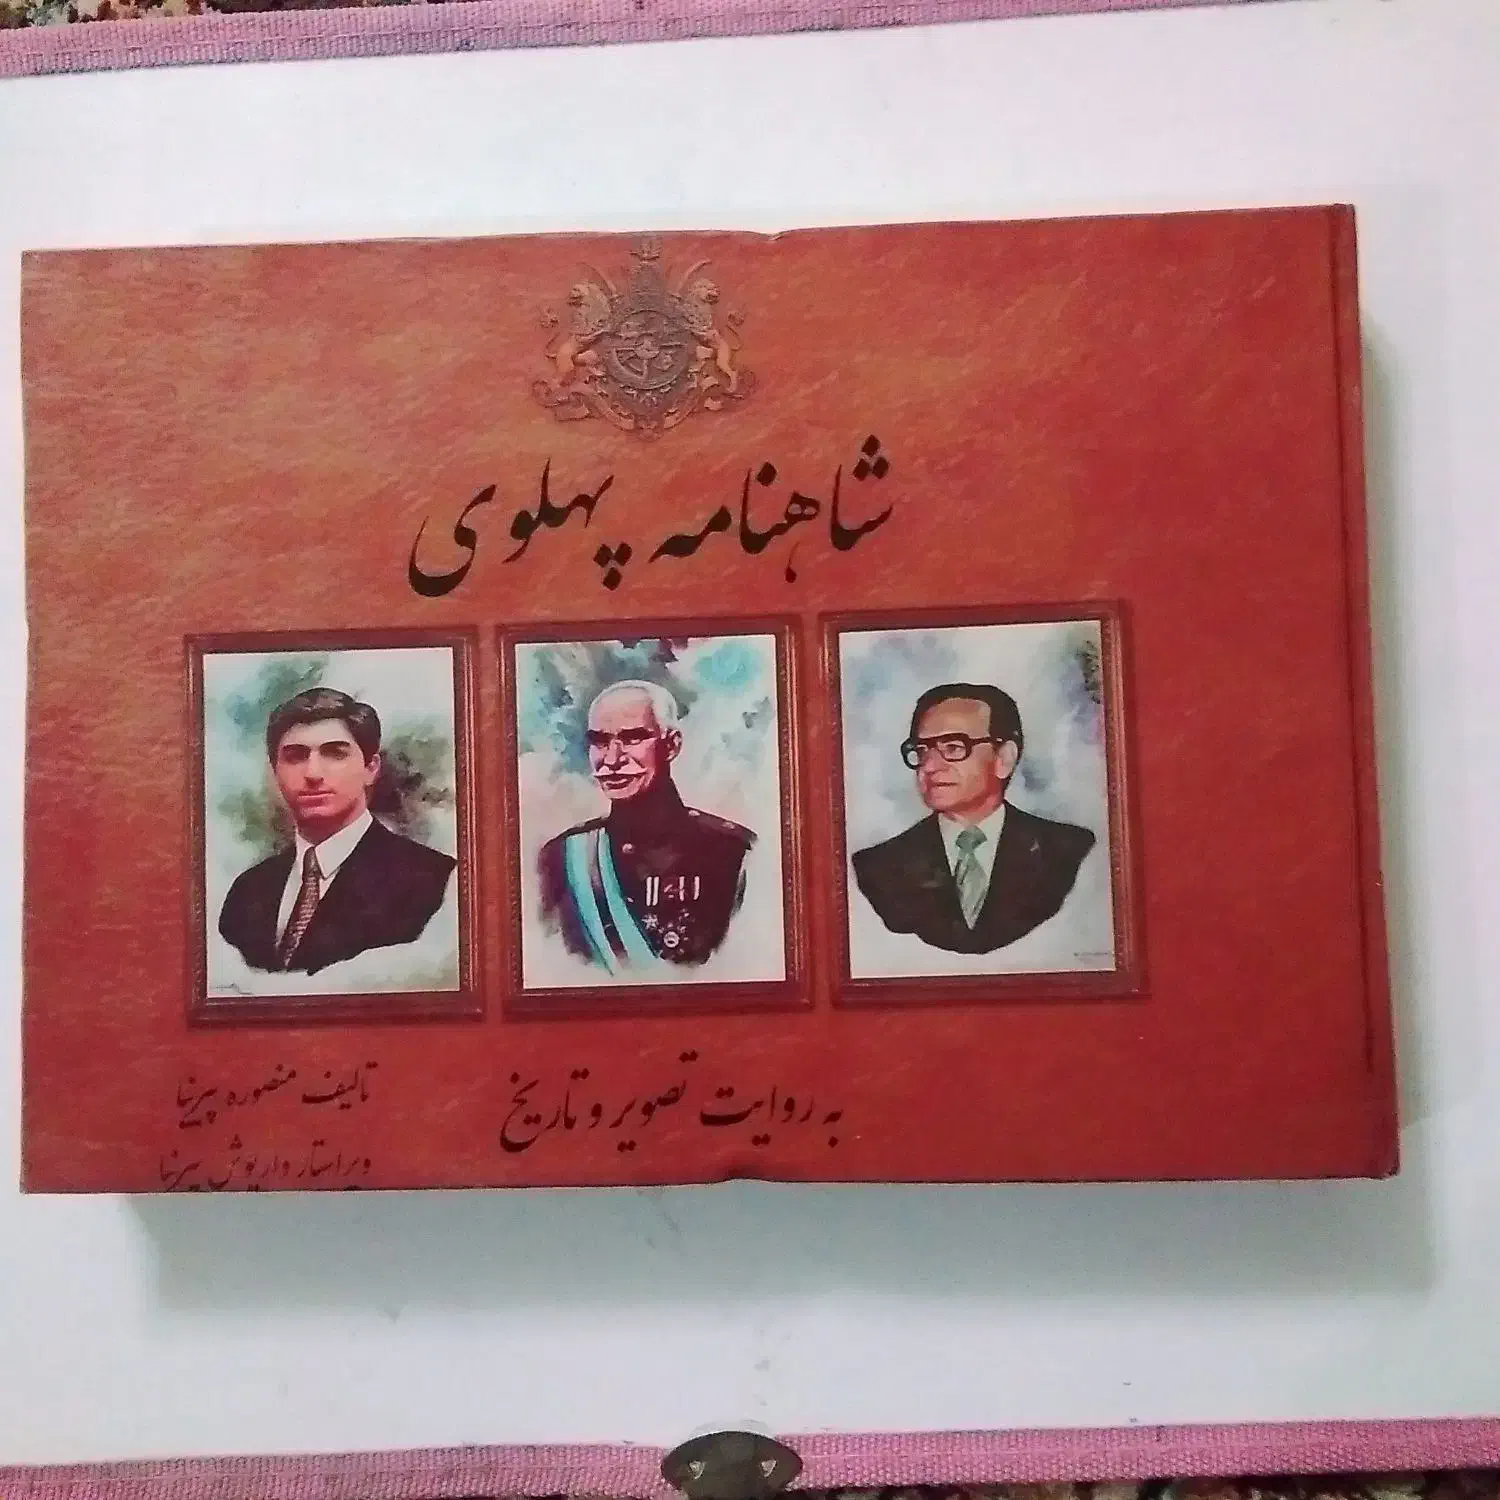 شاهنامه پهلوی
به روایت تصویر و تاریخ
تالیف منصوره پیرنیا
ویراستار داریوش پیرنیا